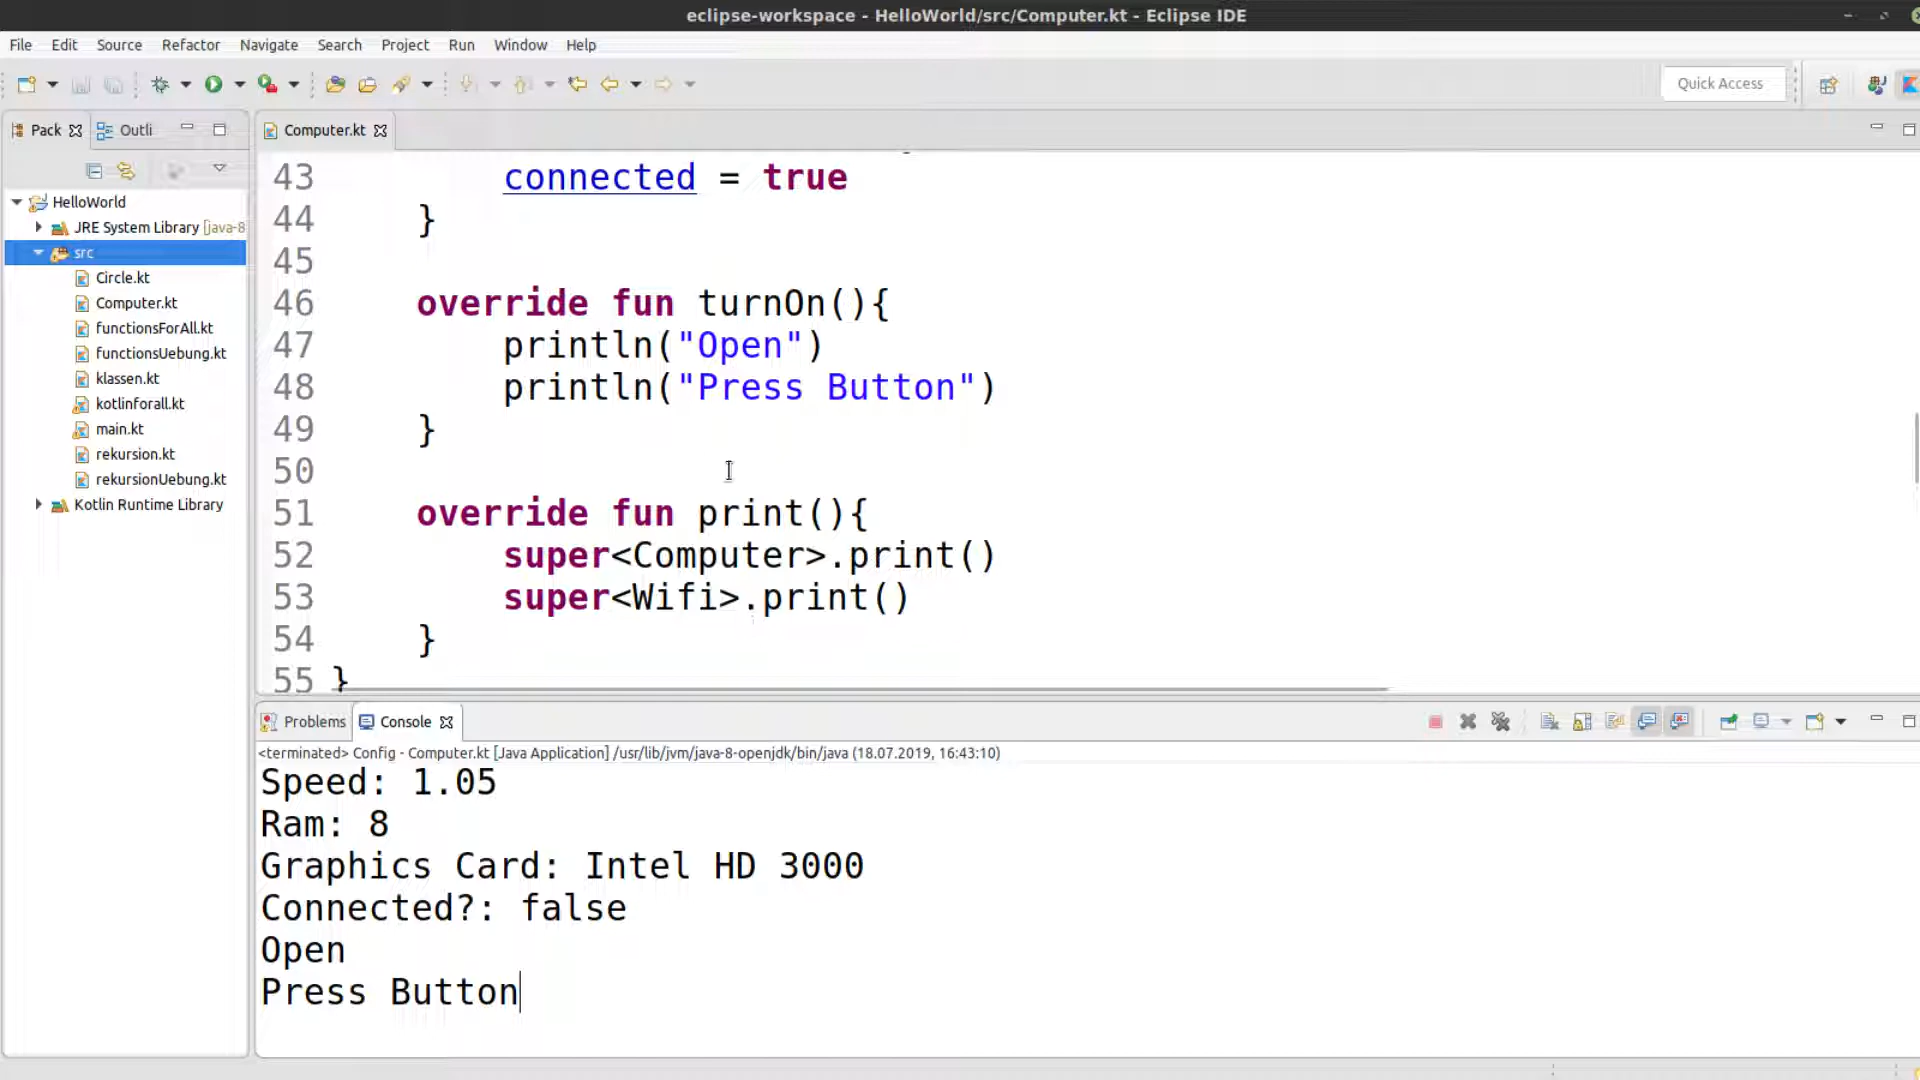 eclipse-workspace - HelloWorld/src/Computer.kt - Eclipse IDE
File Edit Source Refactor Navigate Search Project Run Window Help
Quick Access
Pack Outli
Computer.kt
HelloWorld
JRE System Library [java-8
src
Circle.kt
Computer.kt
functionsForAll.kt
functionsUebung.kt
klassen.kt
kotlinforall.kt
main.kt
rekursion.kt
rekursionUebung.kt
Kotlin Runtime Library
43 connected = true
44 }
45
46 override fun turnOn(){
47 println("Open")
48 println("Press Button")
49 }
50
51 override fun print(){
52 super<Computer>.print()
53 super<Wifi>.print()
54 }
55 }
Problems Console
<terminated> Config - Computer.kt [Java Application] /usr/lib/jvm/java-8-openjdk/bin/java (18.07.2019, 16:43:10)
Speed: 1.05
Ram: 8
Graphics Card: Intel HD 3000
Connected?: false
Open
Press Button